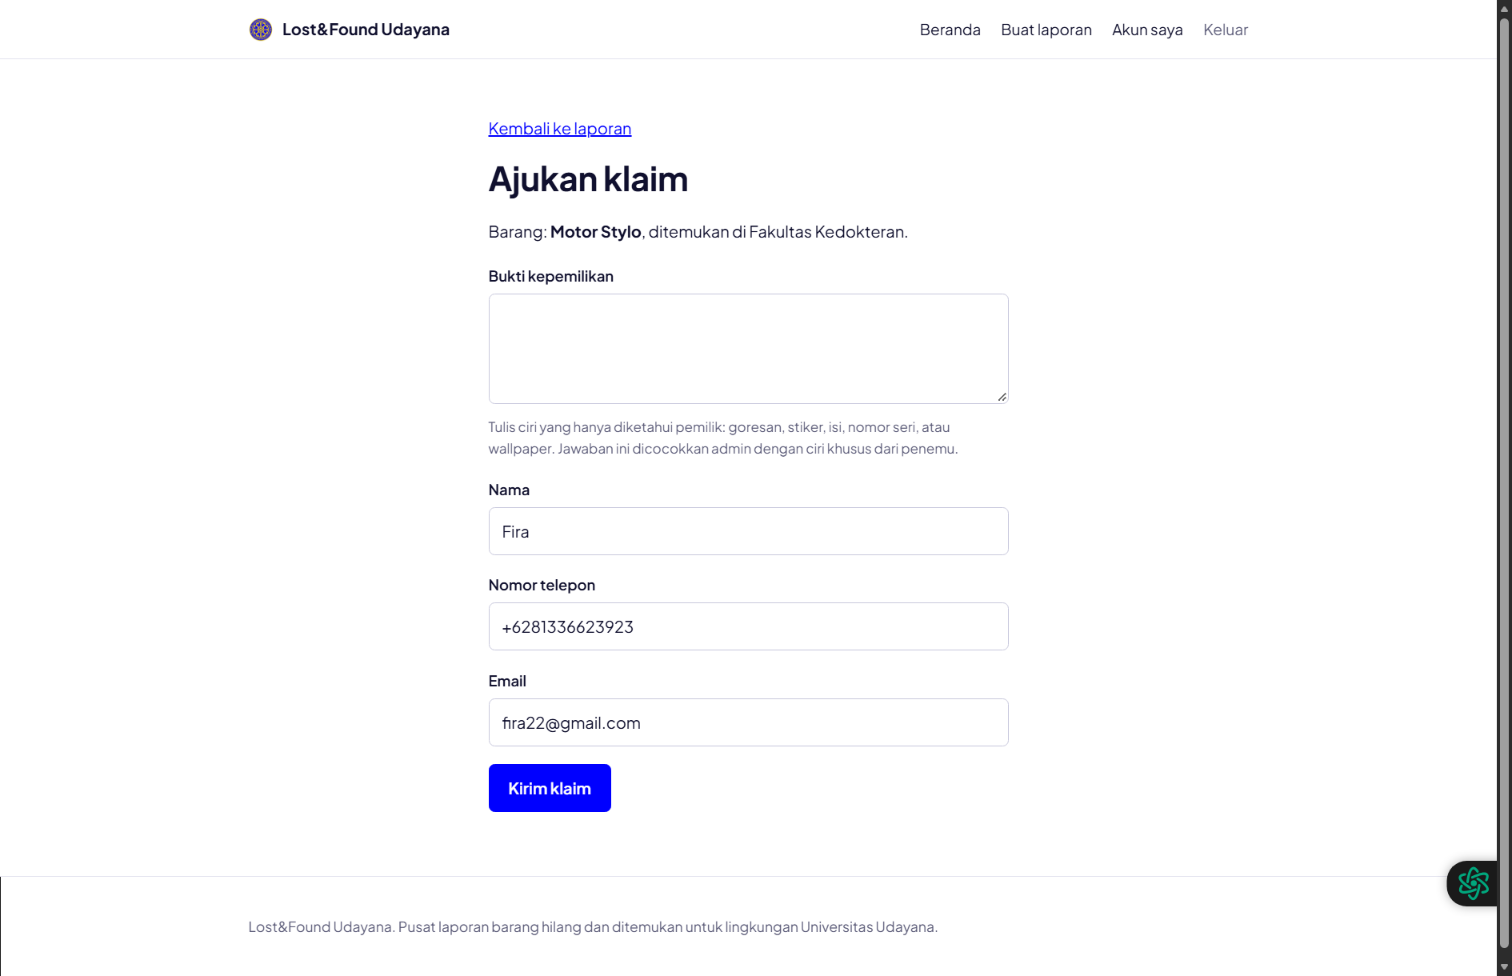 Lost&Found Udayana
Beranda
Buat laporan
Akun saya
Keluar
Kembali ke laporan
Ajukan klaim
Barang: Motor Stylo, ditemukan di Fakultas Kedokteran.
Bukti kepemilikan
Tulis ciri yang hanya diketahui pemilik: goresan, stiker, isi, nomor seri, atau
wallpaper. Jawaban ini dicocokkan admin dengan ciri khusus dari penemu.
Nama
Fira
Nomor telepon
+6281336623923
Email
fira22@gmail.com
Kirim klaim
Lost&Found Udayana. Pusat laporan barang hilang dan ditemukan untuk lingkungan Universitas Udayana.